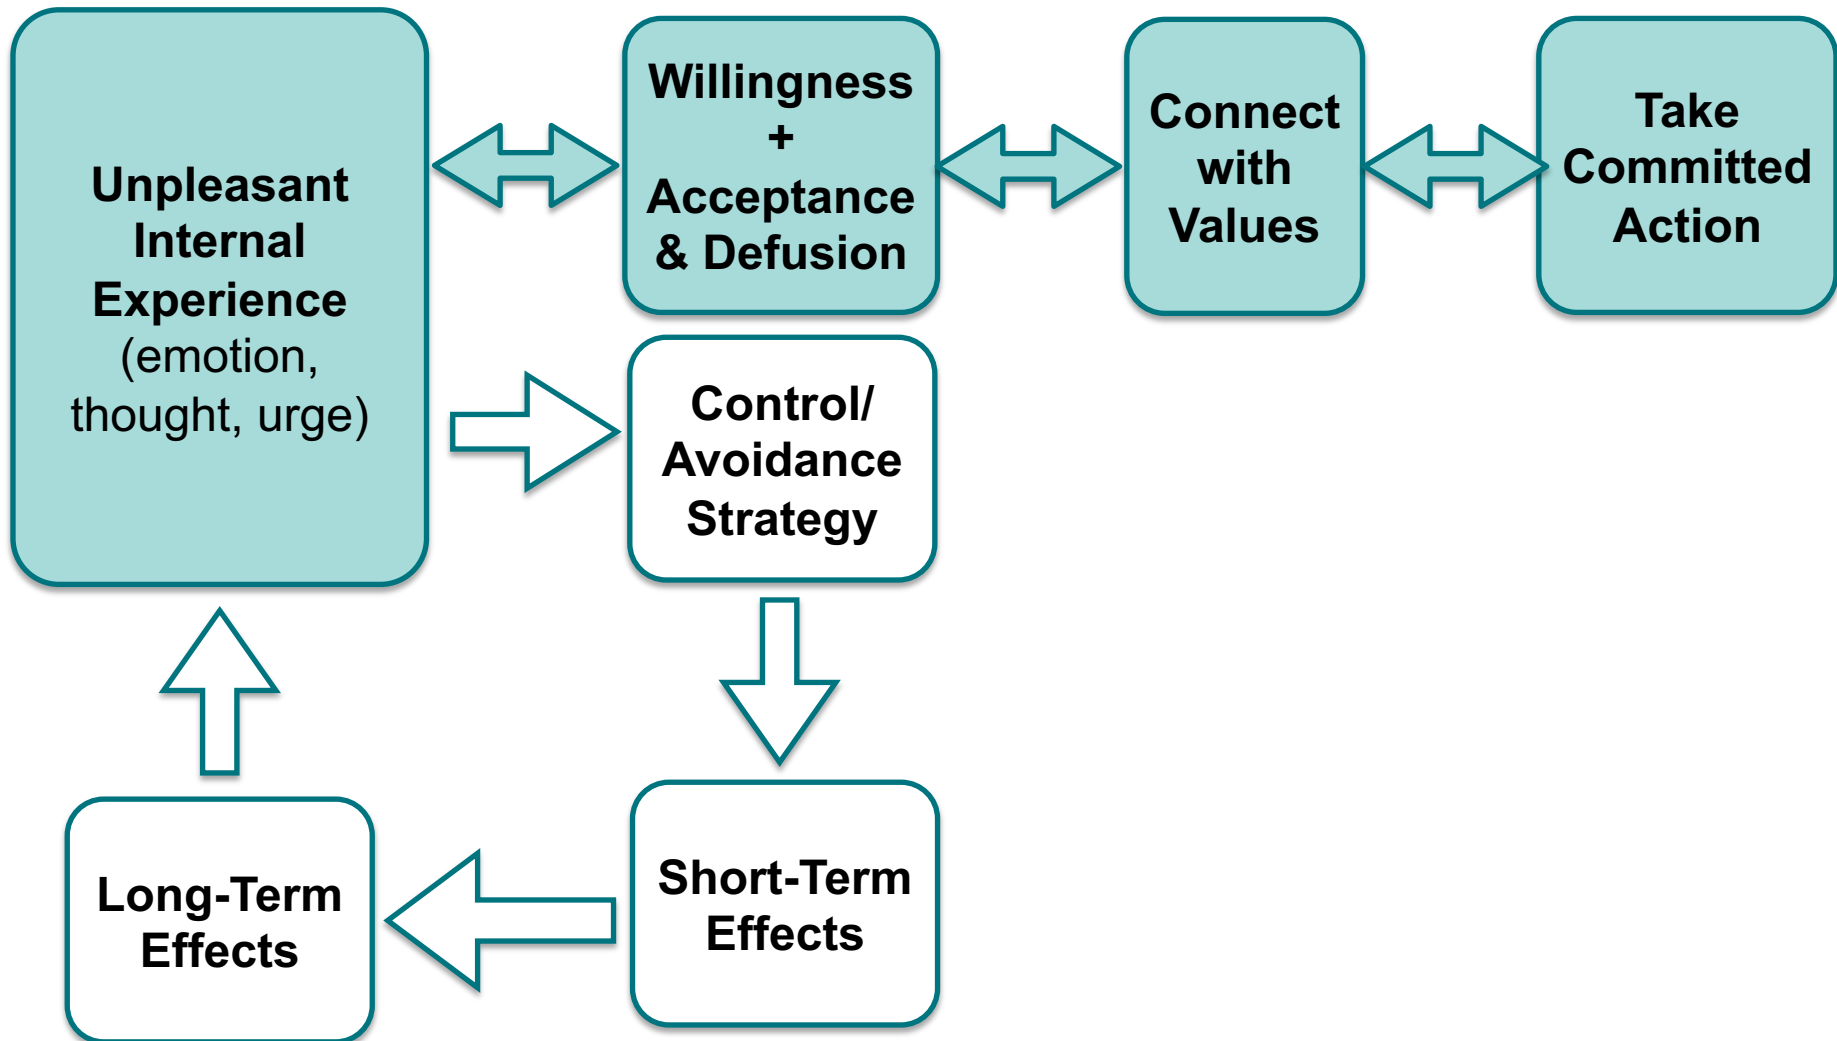 Unpleasant
Internal
Experience
(emotion,
thought, urge)
Willingness
+
Acceptance
& Defusion
Connect
with
Values
Take
Committed
Action
Control/
Avoidance
Strategy
Short-Term
Effects
Long-Term
Effects